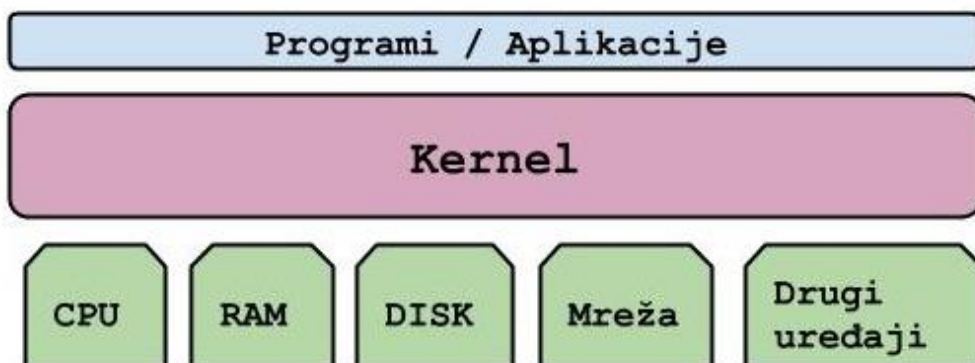 Programi / Aplikacije
Kernel
CPU
RAM
DISK
Mreža
Drugi
uređaji